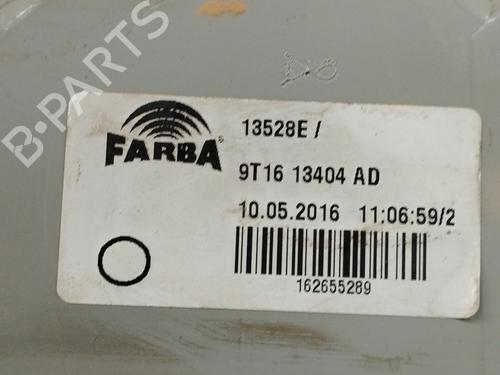 B-PARTS
FARBA
®
13528E /
9T16 13404 AD
10.05.2016 11:06:59/2
162655289